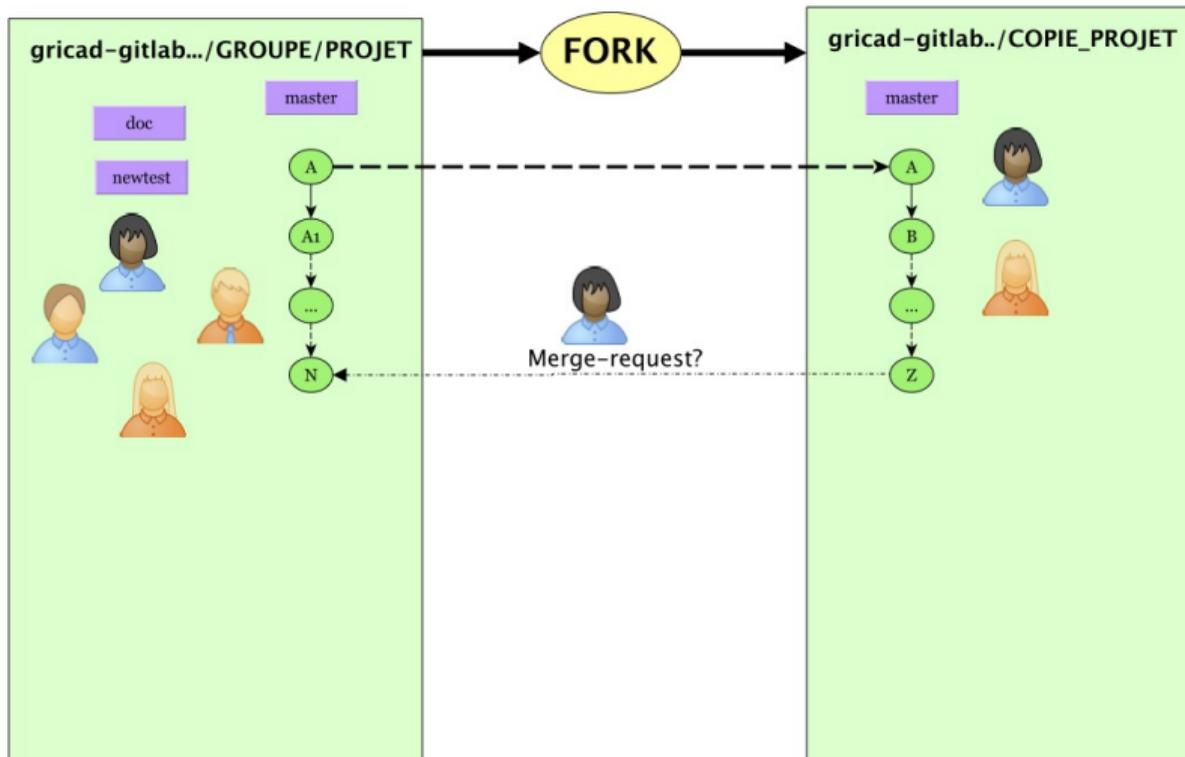 gricad-gitlab.../GROUPE/PROJET
FORK
gricad-gitlab../COPIE_PROJET
master
doc
newtest
master
A
A1
...
N
A
B
...
Z
Merge-request?